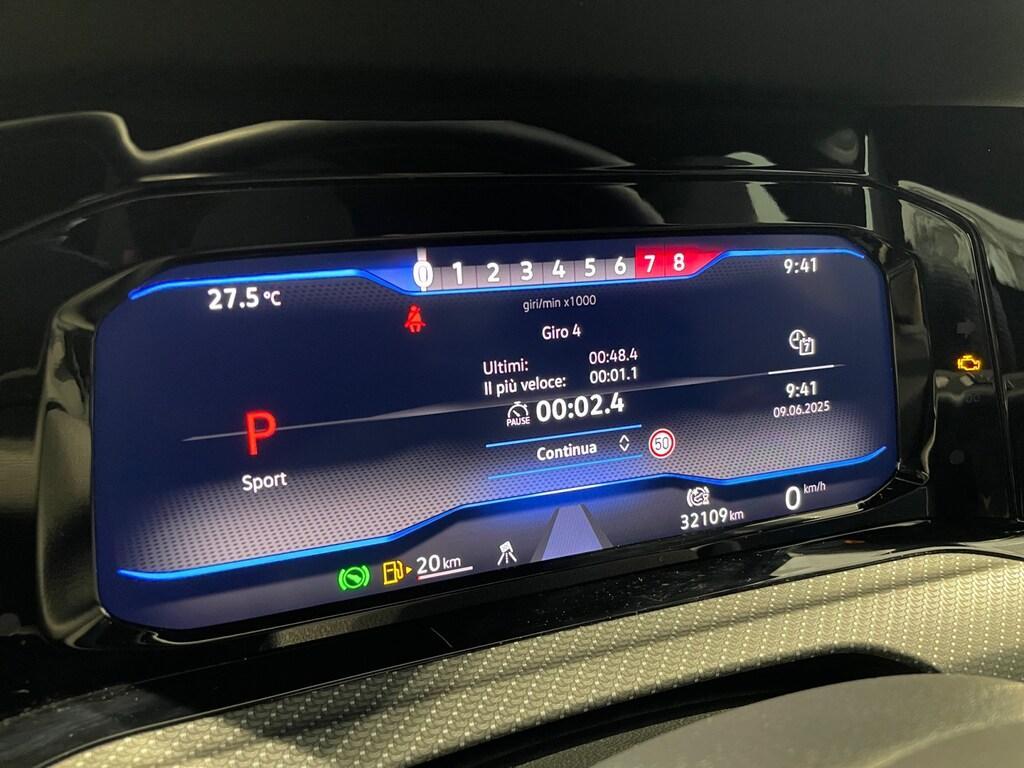 0 1 2 3 4 5 6 7 8
9:41
27.5 °C
giri/min x1000
Giro 4
Ultimi: 00:48.4
Il più veloce: 00:01.1
PAUSE 00:02.4
7
9:41
09.06.2025
P
Sport
Continua
50
20 km
32109 km
0 km/h